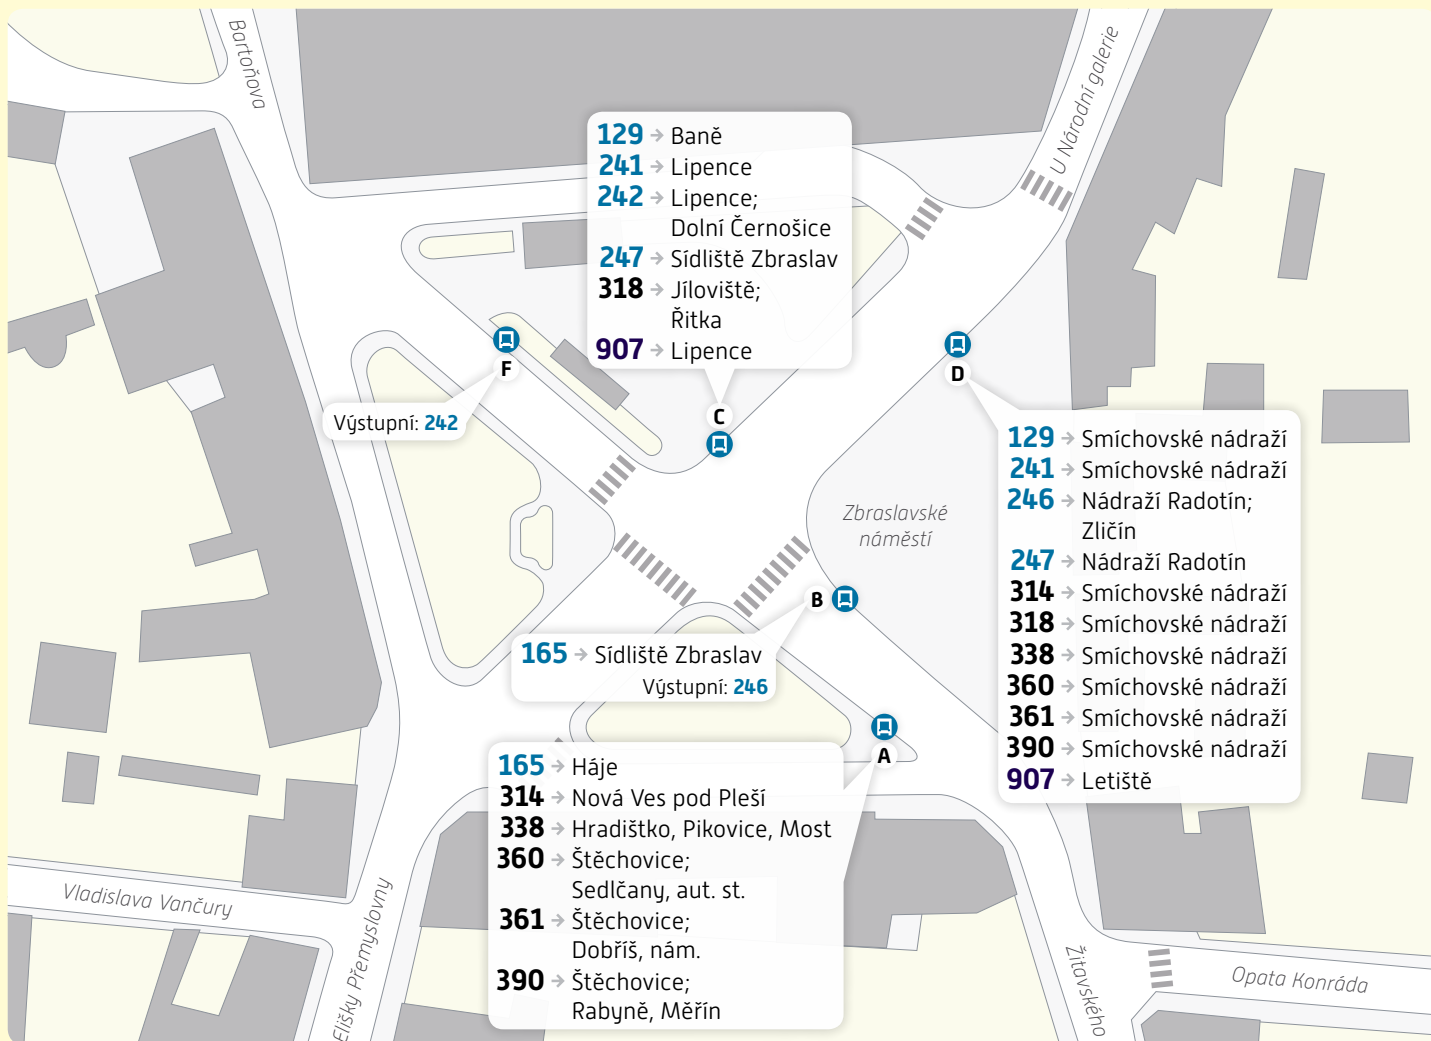 Bartoňova
U Národní galerie
129 → Baně
241 → Lipence
242 → Lipence;
Dolní Černošice
247 → Sídliště Zbraslav
318 → Jíloviště;
Řitka
907 → Lipence
F
Výstupní: 242
C
D
129 → Smíchovské nádraží
241 → Smíchovské nádraží
246 → Nádraží Radotín;
Zličín
247 → Nádraží Radotín
314 → Smíchovské nádraží
318 → Smíchovské nádraží
338 → Smíchovské nádraží
360 → Smíchovské nádraží
361 → Smíchovské nádraží
390 → Smíchovské nádraží
907 → Letiště
Zbraslavské
náměstí
B
165 → Sídliště Zbraslav
Výstupní: 246
A
165 → Háje
314 → Nová Ves pod Pleší
338 → Hradištko, Pikovice, Most
360 → Štěchovice;
Sedlčany, aut. st.
361 → Štěchovice;
Dobříš, nám.
390 → Štěchovice;
Rabyně, Měřín
Vladislava Vančury
Elišky Přemyslovny
Žitavského
Opata Konráda